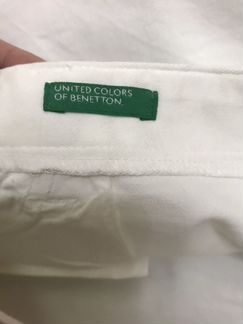 UNITED COLORS
OF BENETTON.